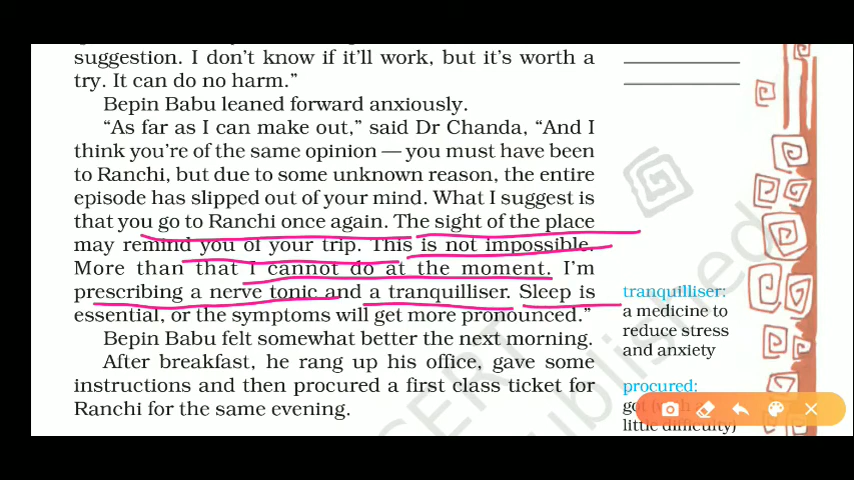 suggestion. I don't know if it'll work, but it's worth a
try. It can do no harm."
Bepin Babu leaned forward anxiously.
"As far as I can make out," said Dr Chanda, "And I
think you're of the same opinion — you must have been
to Ranchi, but due to some unknown reason, the entire
episode has slipped out of your mind. What I suggest is
that you go to Ranchi once again. The sight of the place
may remind you of your trip. This is not impossible.
More than that I cannot do at the moment. I'm
prescribing a nerve tonic and a tranquilliser. Sleep is
essential, or the symptoms will get more pronounced."
Bepin Babu felt somewhat better the next morning.
After breakfast, he rang up his office, gave some
instructions and then procured a first class ticket for
Ranchi for the same evening.
tranquilliser:
a medicine to
reduce stress
and anxiety
procured:
little difficulty)